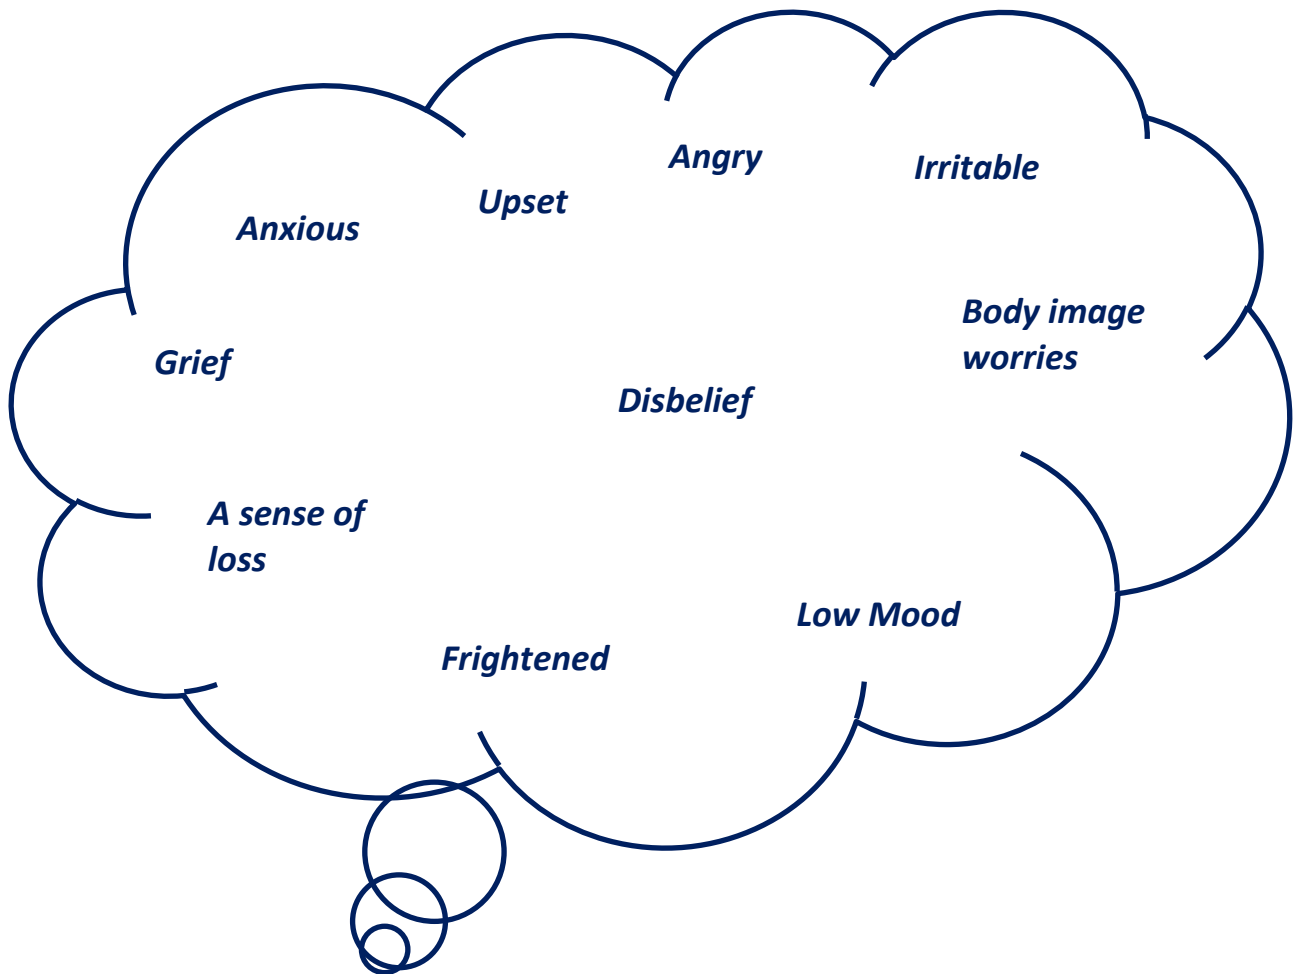 Angry
Irritable
Upset
Anxious
Body image
worries
Grief
Disbelief
A sense of
loss
Low Mood
Frightened